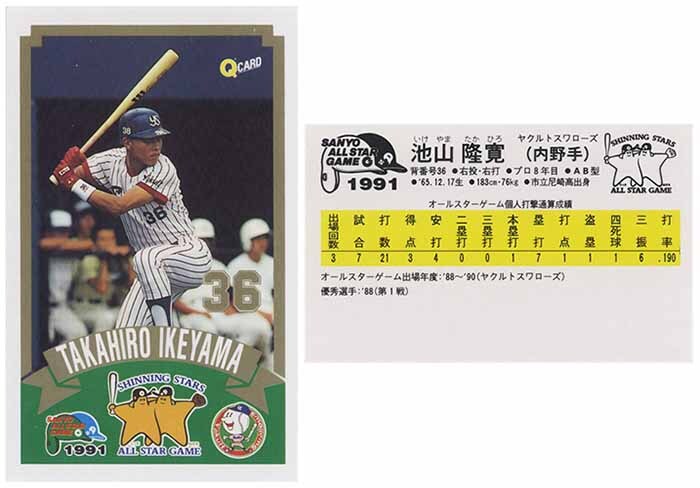 Q CARD
YS
38
36
36
TAKAHIRO IKEYAMA
SHINNING STARS
SANYO
ALL STAR
GAME
1991
ALL STAR GAME
SANYO
ALL STAR
GAME
1991
いけ やま たか ひろ
池山 隆寛
ヤクルトスワローズ
(内野手)
背番号36 ●右投・右打 ●プロ8年目 ●AB型
●'65.12.17生 ●183cm・76kg ●市立尼崎高出身
SHINNING STARS
ALL STAR GAME
オールスターゲーム個人打撃通算成績
出場回数 試合 打数 得点 安打 二塁打 三塁打 本塁打 塁打 打点 盗塁 四死球 三振 打率
3 7 21 3 4 0 0 1 7 1 1 1 6 .190
オールスターゲーム出場年度:'88〜'90(ヤクルトスワローズ)
優秀選手:'88(第1戦)